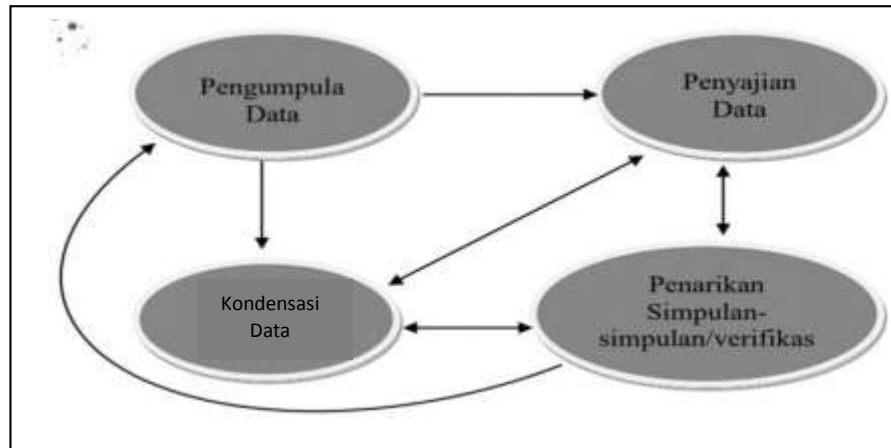 Pengumpula
Data
Penyajian
Data
Kondensasi
Data
Penarikan
Simpulan-
simpulan/verifikas